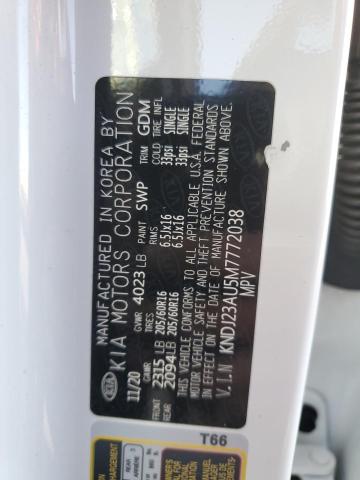 MANUFACTURED IN KOREA BY
KIA KIA MOTORS CORPORATION
11/20 GVWR 4023 LB PAINT SWP TRIM GDM
GAWR RIMS COLD TIRE INFL
FRONT 2315 LB 205/60R16 6.5JX16 33psi SINGLE
REAR 2094 LB 205/60R16 6.5JX16 33psi SINGLE
THIS VEHICLE CONFORMS TO ALL APPLICABLE U.S.A. FEDERAL
MOTOR VEHICLE SAFETY AND THEFT PREVENTION STANDARDS
IN EFFECT ON THE DATE OF MANUFACTURE SHOWN ABOVE.
V.I.N KNDJ23AU5M7772038
MPV
T66